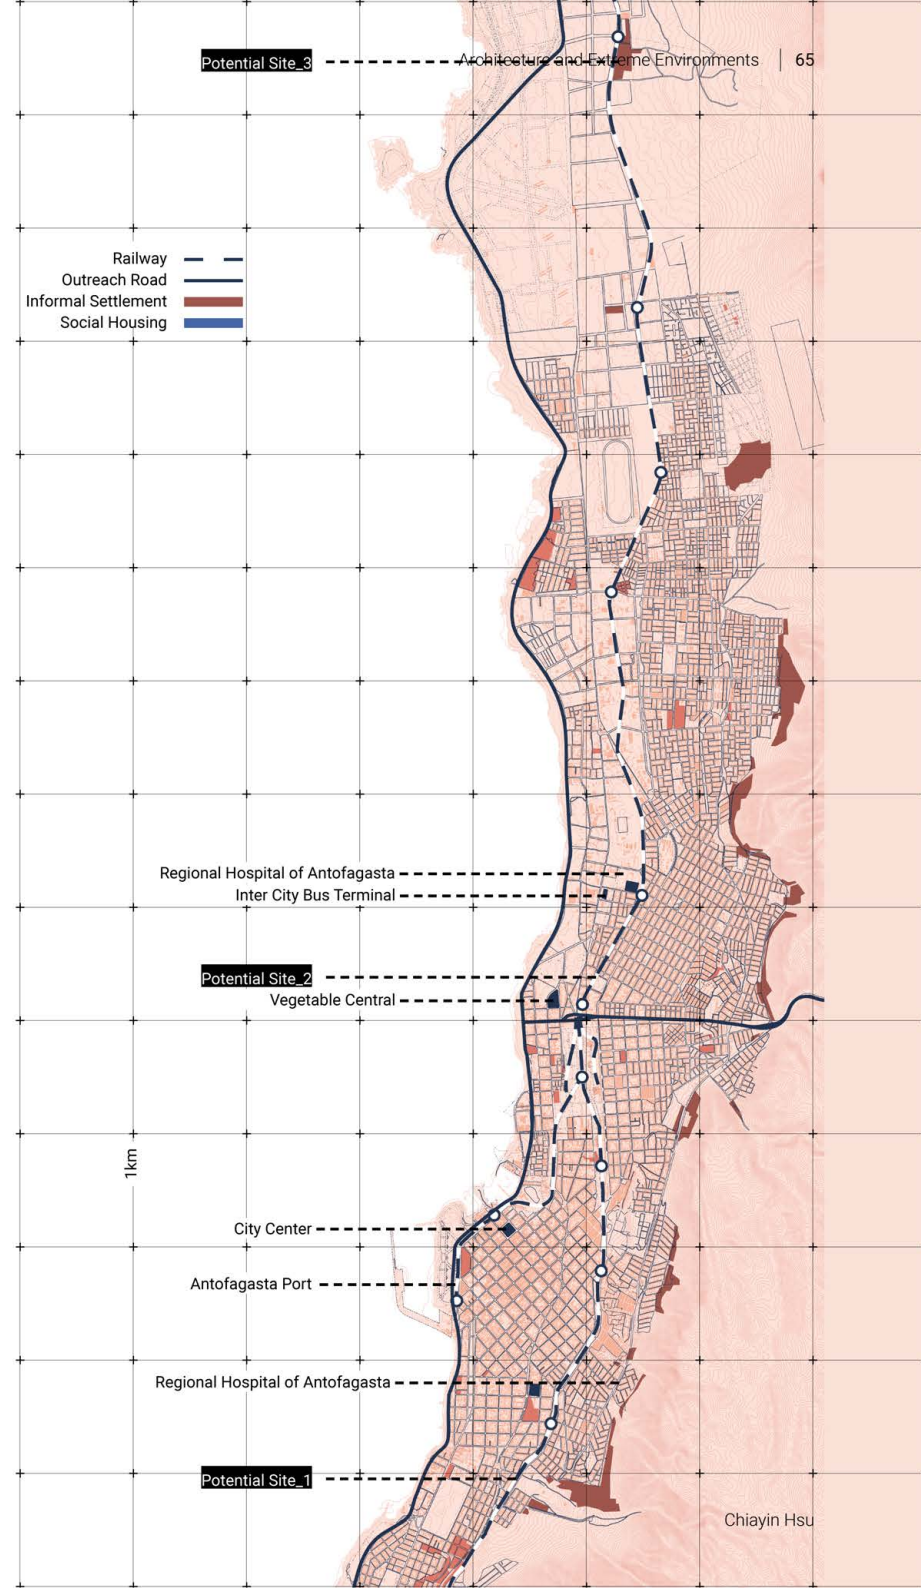 Architecture and Extreme Environments | 65
Potential Site_3
Railway
Outreach Road
Informal Settlement
Social Housing
Regional Hospital of Antofagasta
Inter City Bus Terminal
Potential Site_2
Vegetable Central
1km
City Center
Antofagasta Port
Regional Hospital of Antofagasta
Potential Site_1
Chiayin Hsu